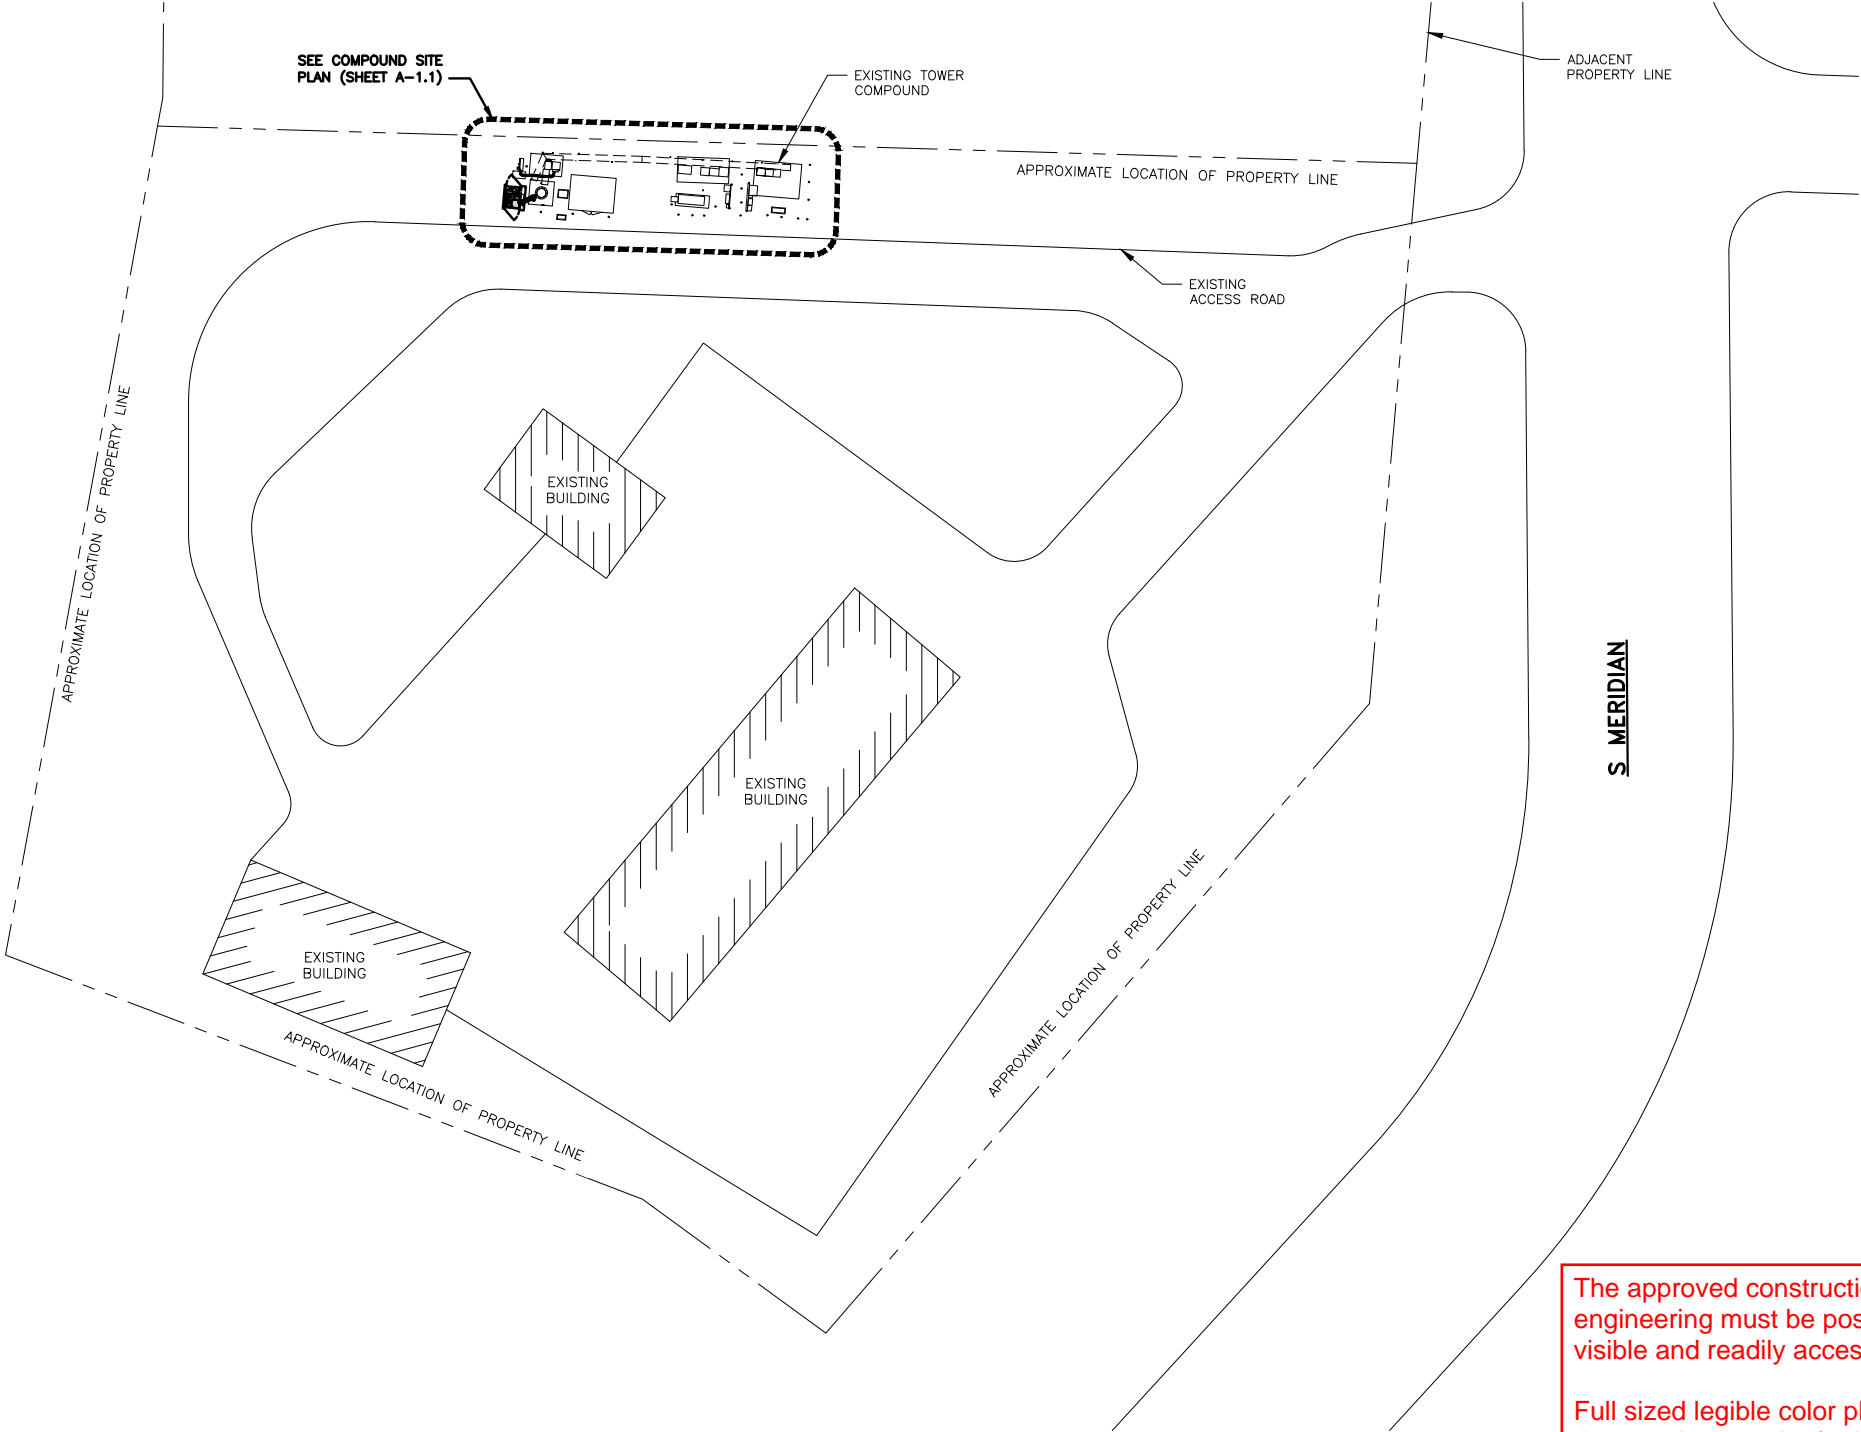 SEE COMPOUND SITE
PLAN (SHEET A-1.1)
EXISTING TOWER
COMPOUND
ADJACENT
PROPERTY LINE
APPROXIMATE LOCATION OF PROPERTY LINE
EXISTING
ACCESS ROAD
APPROXIMATE LOCATION OF PROPERTY LINE
EXISTING
BUILDING
S MERIDIAN
EXISTING
BUILDING
EXISTING
BUILDING
APPROXIMATE LOCATION OF PROPERTY LINE
APPROXIMATE LOCATION OF PROPERTY LINE
The approved constructi
engineering must be pos
visible and readily acces
Full sized legible color pl